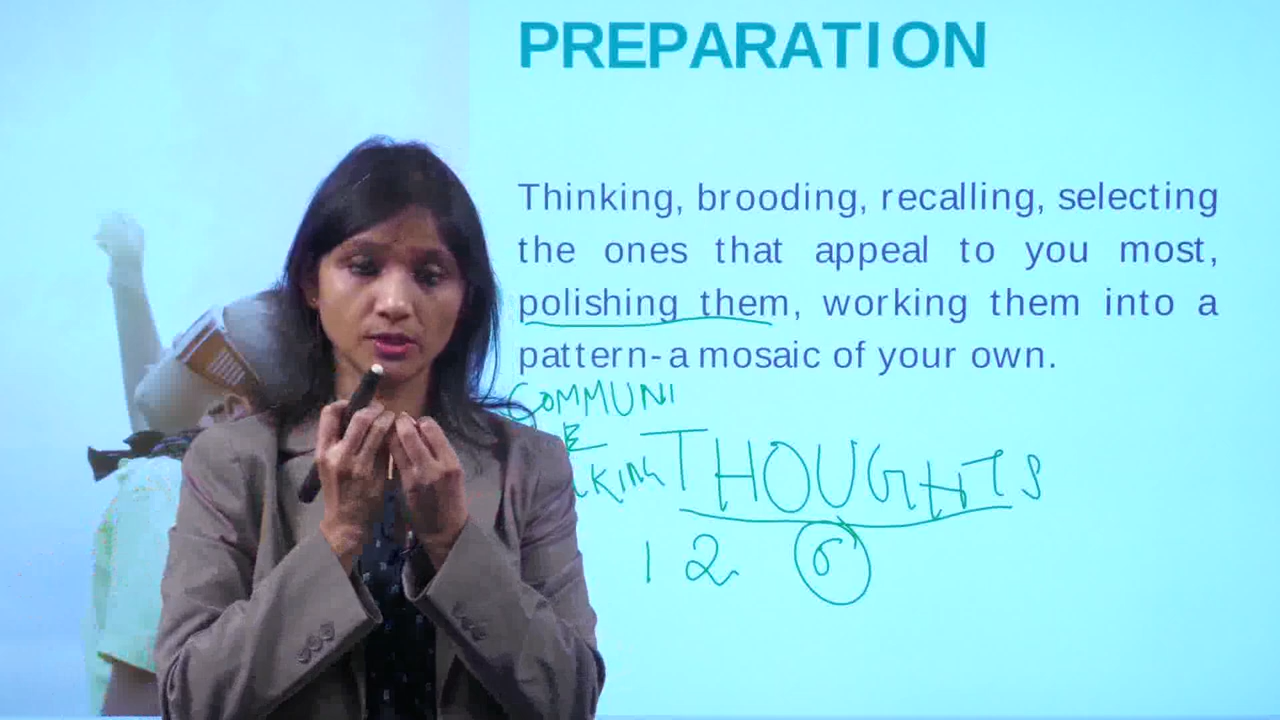 PREPARATION
Thinking, brooding, recalling, selecting
the ones that appeal to you most,
polishing them, working them into a
pattern-a mosaic of your own.
COMMUNI
THOUGHTS
1 2 6